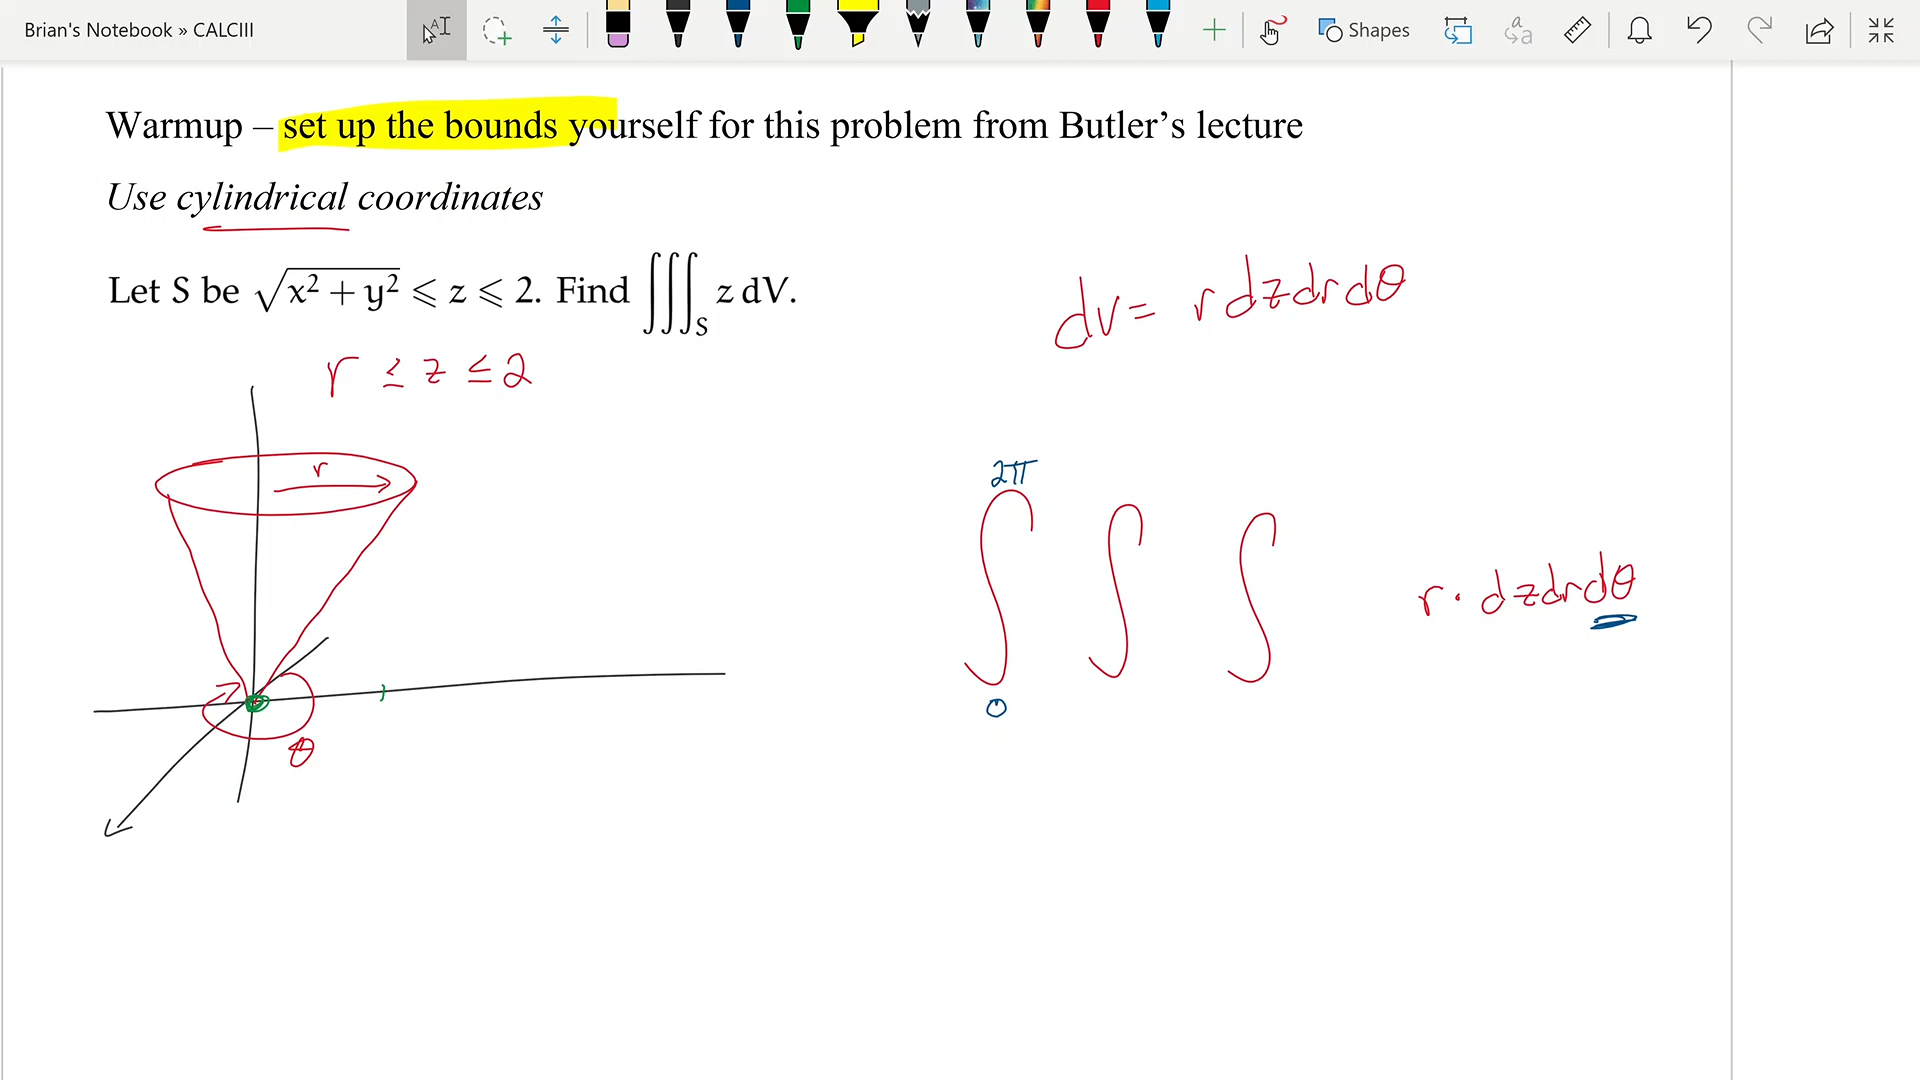 Brian's Notebook » CALCIII
Shapes
Warmup – set up the bounds yourself for this problem from Butler's lecture
Use cylindrical coordinates
Let S be √x² + y² ⩽ z ⩽ 2. Find ∭S z dV.
dv = r dz dr dθ
r ≤ z ≤ 2
r
2π
∫ ∫ ∫ r · dz dr dθ
0
θ